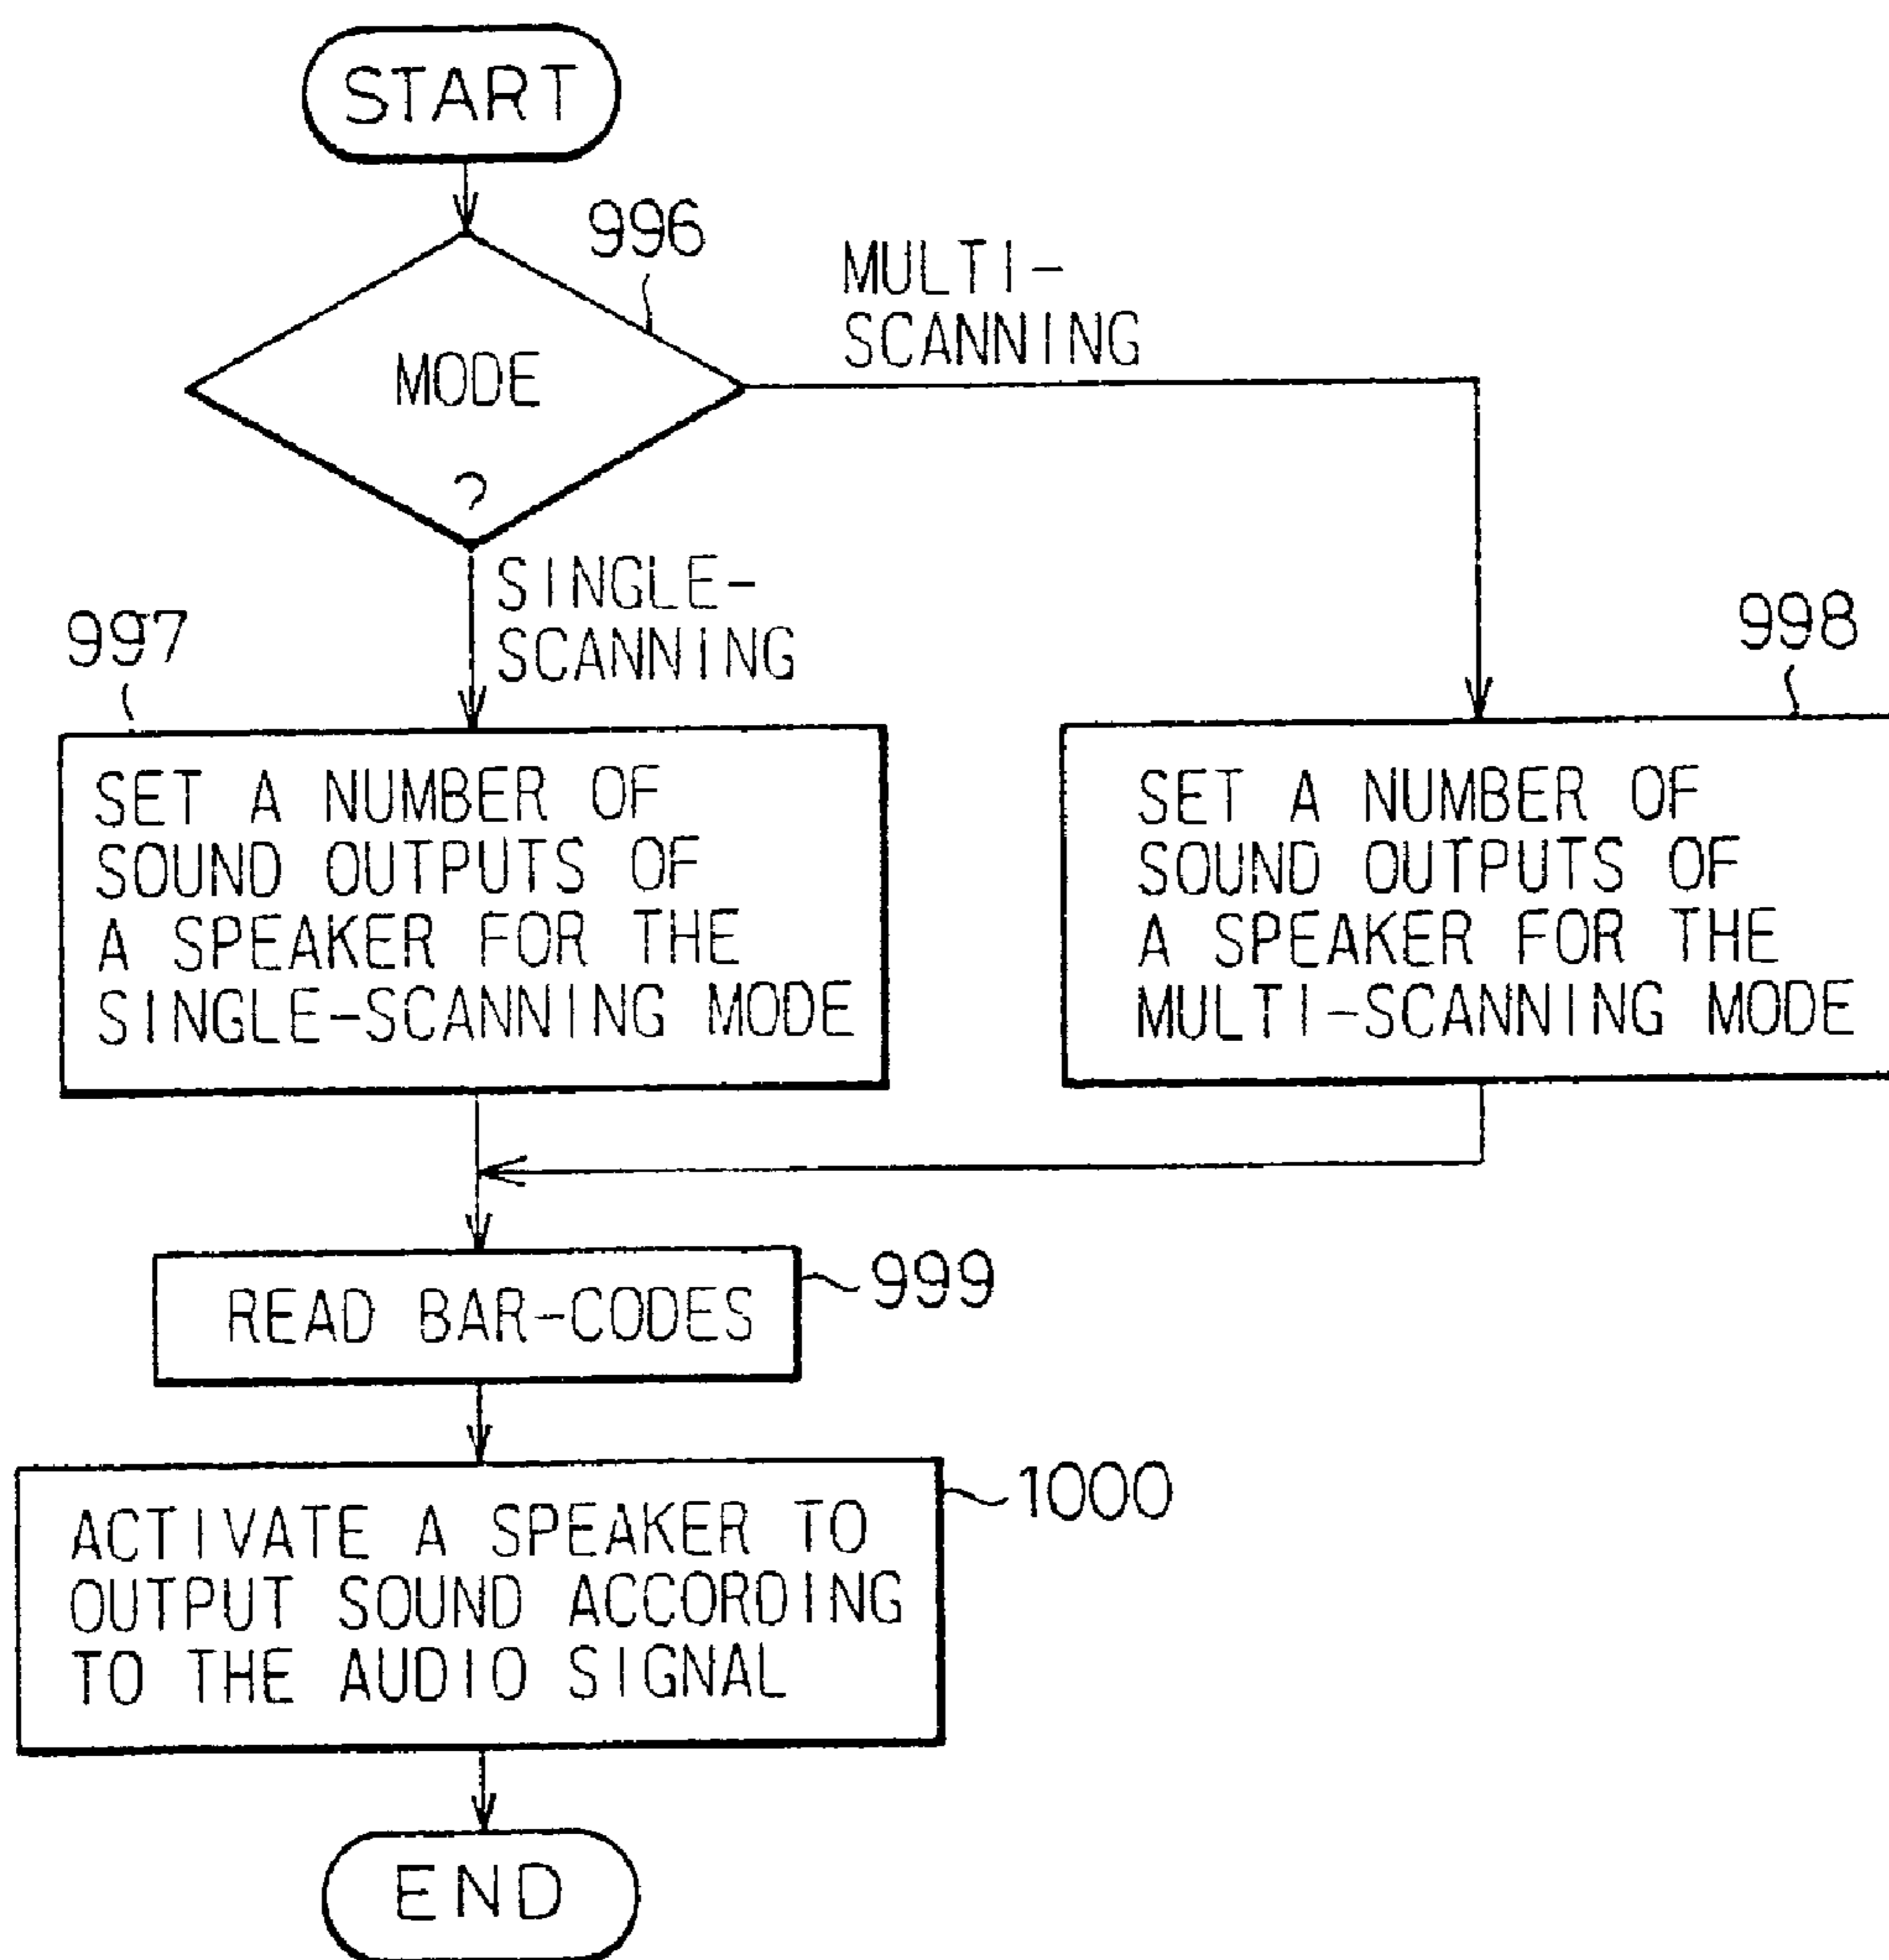 START
996
MULTI-
SCANNING
MODE
?
SINGLE-
SCANNING
997
998
SET A NUMBER OF
SOUND OUTPUTS OF
A SPEAKER FOR THE
SINGLE-SCANNING MODE
SET A NUMBER OF
SOUND OUTPUTS OF
A SPEAKER FOR THE
MULTI-SCANNING MODE
READ BAR-CODES
999
ACTIVATE A SPEAKER TO
OUTPUT SOUND ACCORDING
TO THE AUDIO SIGNAL
1000
END